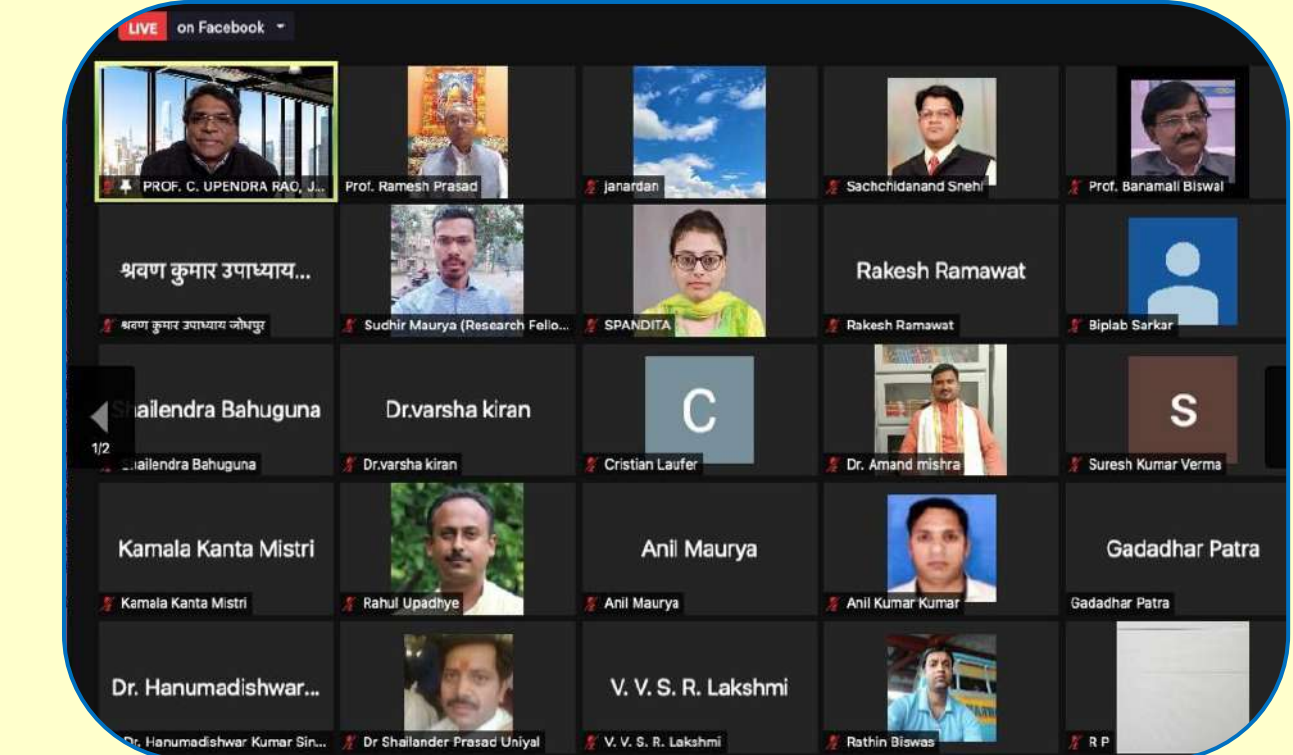 LIVE on Facebook
PROF. C. UPENDRA RAO, J...
Prof. Ramesh Prasad
janardan
Sachchidanand Snehi
Prof. Banamali Biswal
श्रवण कुमार उपाध्याय...
श्रवण कुमार उपाध्याय जोधपुर
Sudhir Maurya (Research Fello...
SPANDITA
Rakesh Ramawat
Rakesh Ramawat
Biplab Sarkar
Shailendra Bahuguna
1/2
Shailendra Bahuguna
Dr.varsha kiran
Dr.varsha kiran
C
Cristian Laufer
Dr. Amand mishra
S
Suresh Kumar Verma
Kamala Kanta Mistri
Kamala Kanta Mistri
Rahul Upadhye
Anil Maurya
Anil Maurya
Anil Kumar Kumar
Gadadhar Patra
Gadadhar Patra
Dr. Hanumadishwar...
Dr. Hanumadishwar Kumar Sin...
Dr Shailander Prasad Uniyal
V. V. S. R. Lakshmi
V. V. S. R. Lakshmi
Rathin Biswas
R P